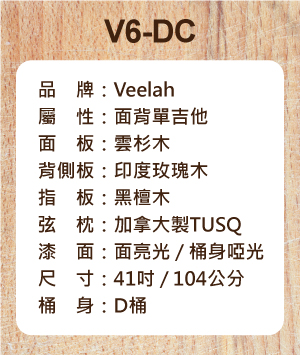 V6-DC
品　牌：Veelah
屬　性：面背單吉他
面　板：雲杉木
背側板：印度玫瑰木
指　板：黑檀木
弦　枕：加拿大製TUSQ
漆　面：面亮光 / 桶身啞光
尺　寸：41吋 / 104公分
桶　身：D桶